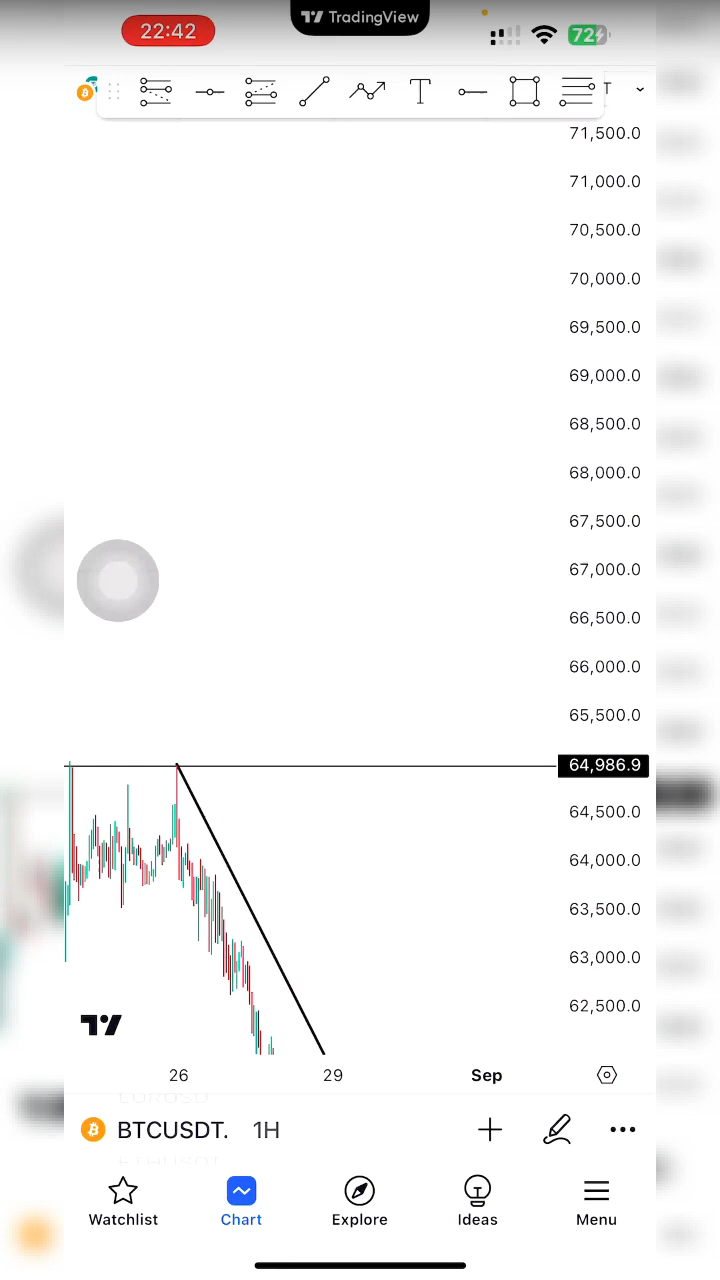 22:42
TradingView
72
T
T
71,500.0
71,000.0
70,500.0
70,000.0
69,500.0
69,000.0
68,500.0
68,000.0
67,500.0
67,000.0
66,500.0
66,000.0
65,500.0
64,986.9
64,500.0
64,000.0
63,500.0
63,000.0
62,500.0
26
29
Sep
BTCUSDT.
1H
Watchlist
Chart
Explore
Ideas
Menu